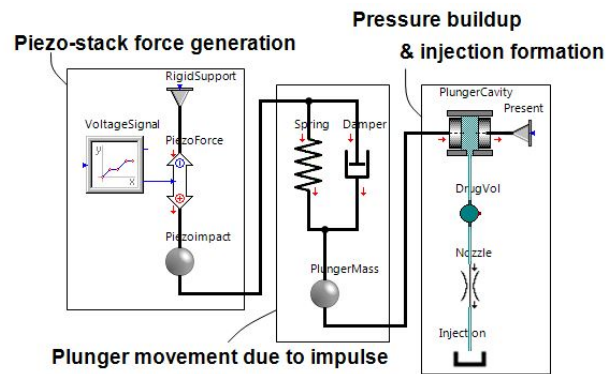 Pressure buildup
& injection formation
Piezo-stack force generation
RigidSupport
VoltageSignal
y
x
PiezoForce
Piezoimpact
Spring
Damper
PlungerMass
PlungerCavity
Present
DrugVol
Nozzle
Injection
Plunger movement due to impulse